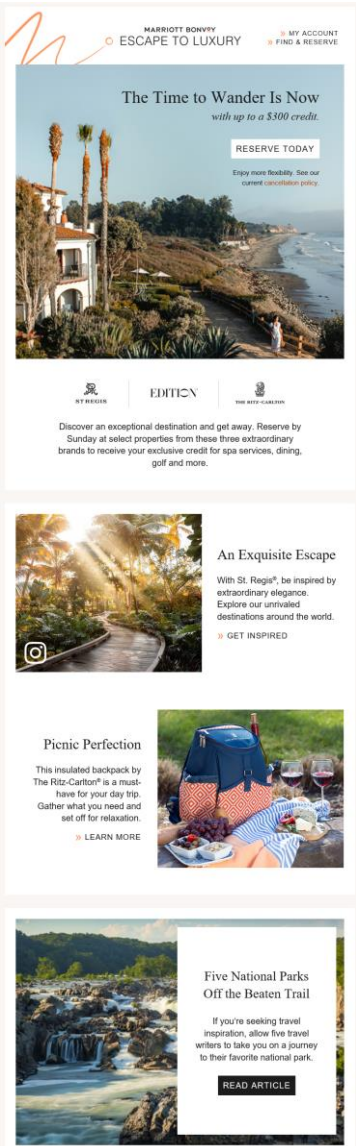 MARRIOTT BONVOY
ESCAPE TO LUXURY
» MY ACCOUNT
» FIND & RESERVE
The Time to Wander Is Now
with up to a $300 credit.
RESERVE TODAY
Enjoy more flexibility. See our
current cancellation policy.
ST REGIS
EDITION
THE RITZ-CARLTON
Discover an exceptional destination and get away. Reserve by
Sunday at select properties from these three extraordinary
brands to receive your exclusive credit for spa services, dining,
golf and more.
An Exquisite Escape
With St. Regis®, be inspired by
extraordinary elegance.
Explore our unrivaled
destinations around the world.
» GET INSPIRED
Picnic Perfection
This insulated backpack by
The Ritz-Carlton® is a must-
have for your day trip.
Gather what you need and
set off for relaxation.
» LEARN MORE
Five National Parks
Off the Beaten Trail
If you're seeking travel
inspiration, allow five travel
writers to take you on a journey
to their favorite national park.
READ ARTICLE